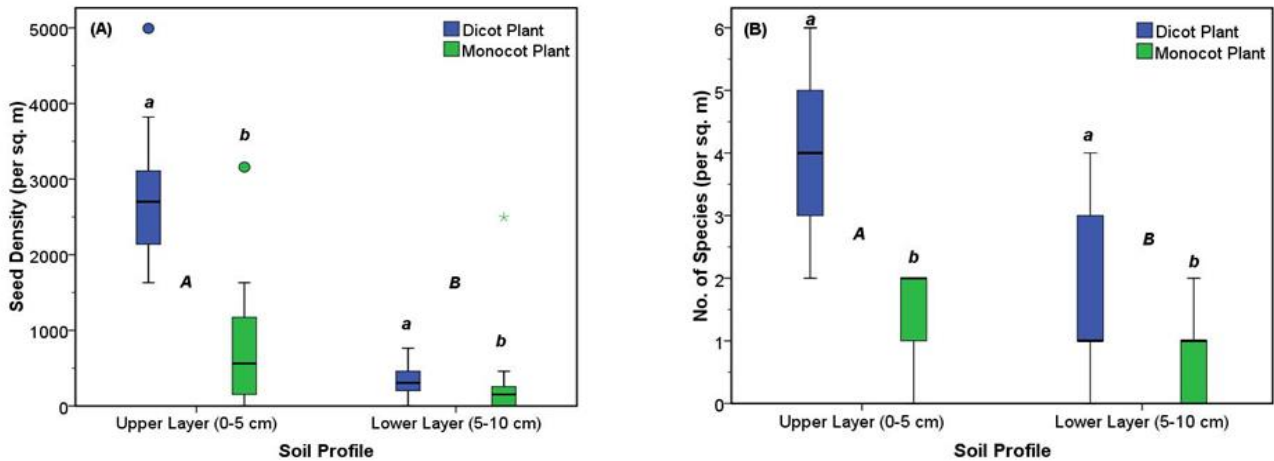 (A)
Dicot Plant
Monocot Plant
Seed Density (per sq. m)
5000
4000
3000
2000
1000
0
a
b
A
a
B
b
Upper Layer (0-5 cm)
Lower Layer (5-10 cm)
Soil Profile
(B)
Dicot Plant
Monocot Plant
No. of Species (per sq. m)
6
5
4
3
2
1
0
a
A
b
a
B
b
Upper Layer (0-5 cm)
Lower Layer (5-10 cm)
Soil Profile